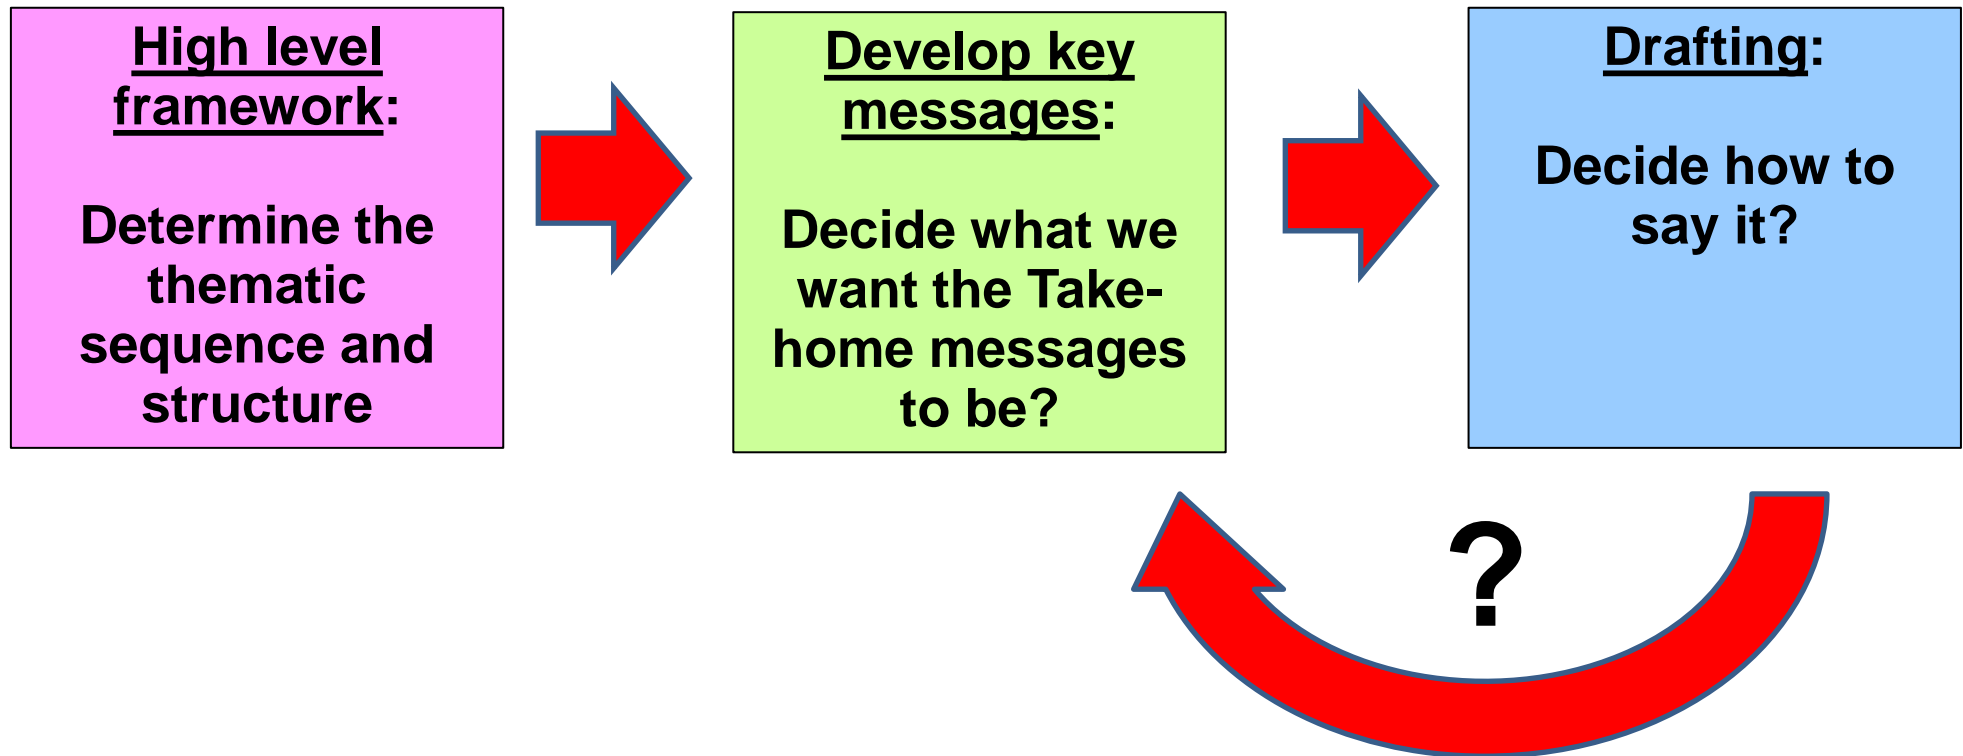 High level
framework:
Determine the
thematic
sequence and
structure
Develop key
messages:
Decide what we
want the Take-
home messages
to be?
Drafting:
Decide how to
say it?
?